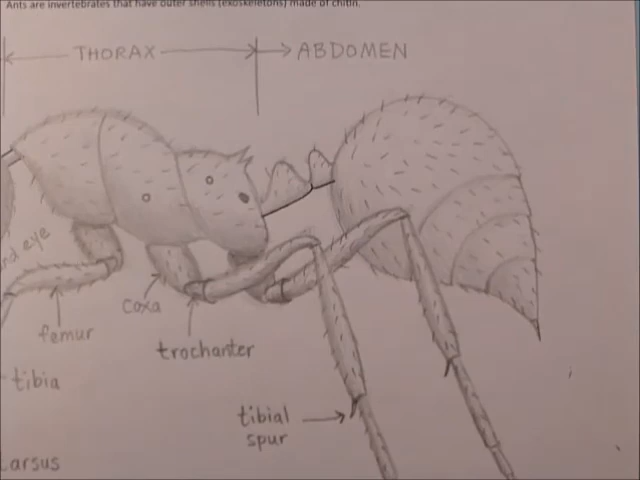 Ants are invertebrates that have outer shells (exoskeletons) made of chitin.
THORAX
ABDOMEN
eye
coxa
femur
trochanter
tibia
tibial
spur
tarsus